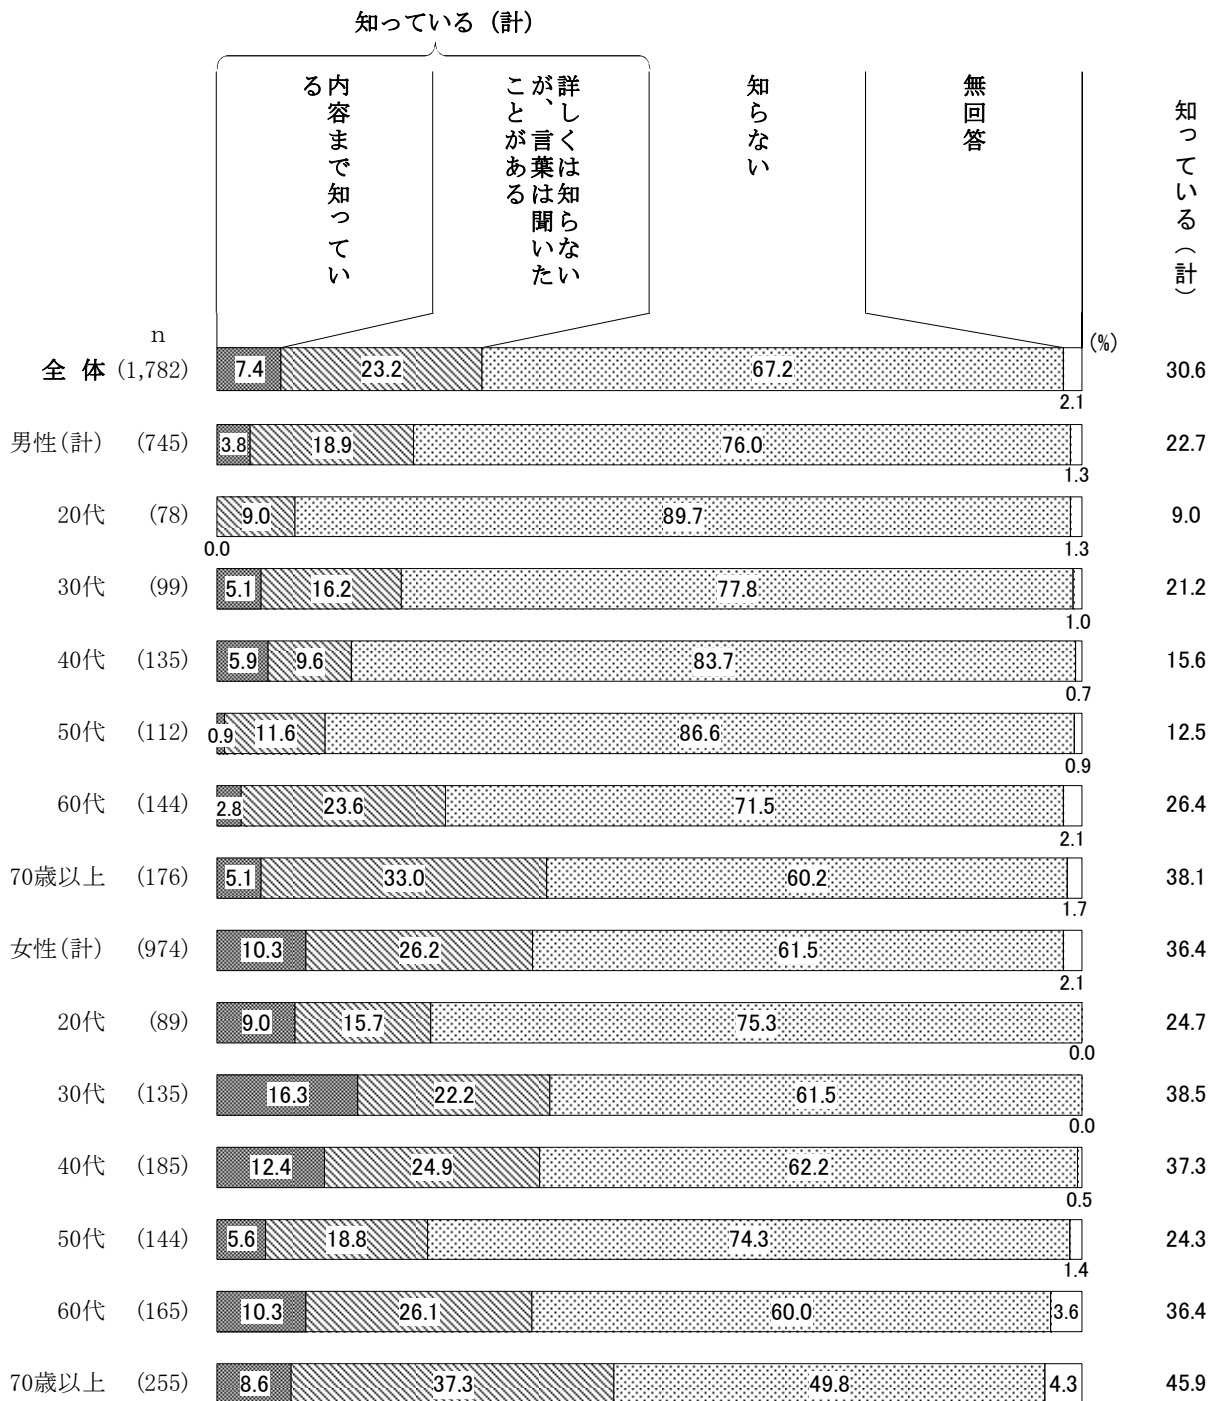 知っている（計）
内容まで知ってい
る
詳しくは知らない
が、言葉は聞いた
ことがある
知らない
無回答
知っている（計）
n
(%)
全 体 (1,782) 7.4 23.2 67.2 2.1 30.6
男性(計) (745) 3.8 18.9 76.0 1.3 22.7
20代 (78) 0.0 9.0 89.7 1.3 9.0
30代 (99) 5.1 16.2 77.8 1.0 21.2
40代 (135) 5.9 9.6 83.7 0.7 15.6
50代 (112) 0.9 11.6 86.6 0.9 12.5
60代 (144) 2.8 23.6 71.5 2.1 26.4
70歳以上 (176) 5.1 33.0 60.2 1.7 38.1
女性(計) (974) 10.3 26.2 61.5 2.1 36.4
20代 (89) 9.0 15.7 75.3 0.0 24.7
30代 (135) 16.3 22.2 61.5 0.0 38.5
40代 (185) 12.4 24.9 62.2 0.5 37.3
50代 (144) 5.6 18.8 74.3 1.4 24.3
60代 (165) 10.3 26.1 60.0 3.6 36.4
70歳以上 (255) 8.6 37.3 49.8 4.3 45.9